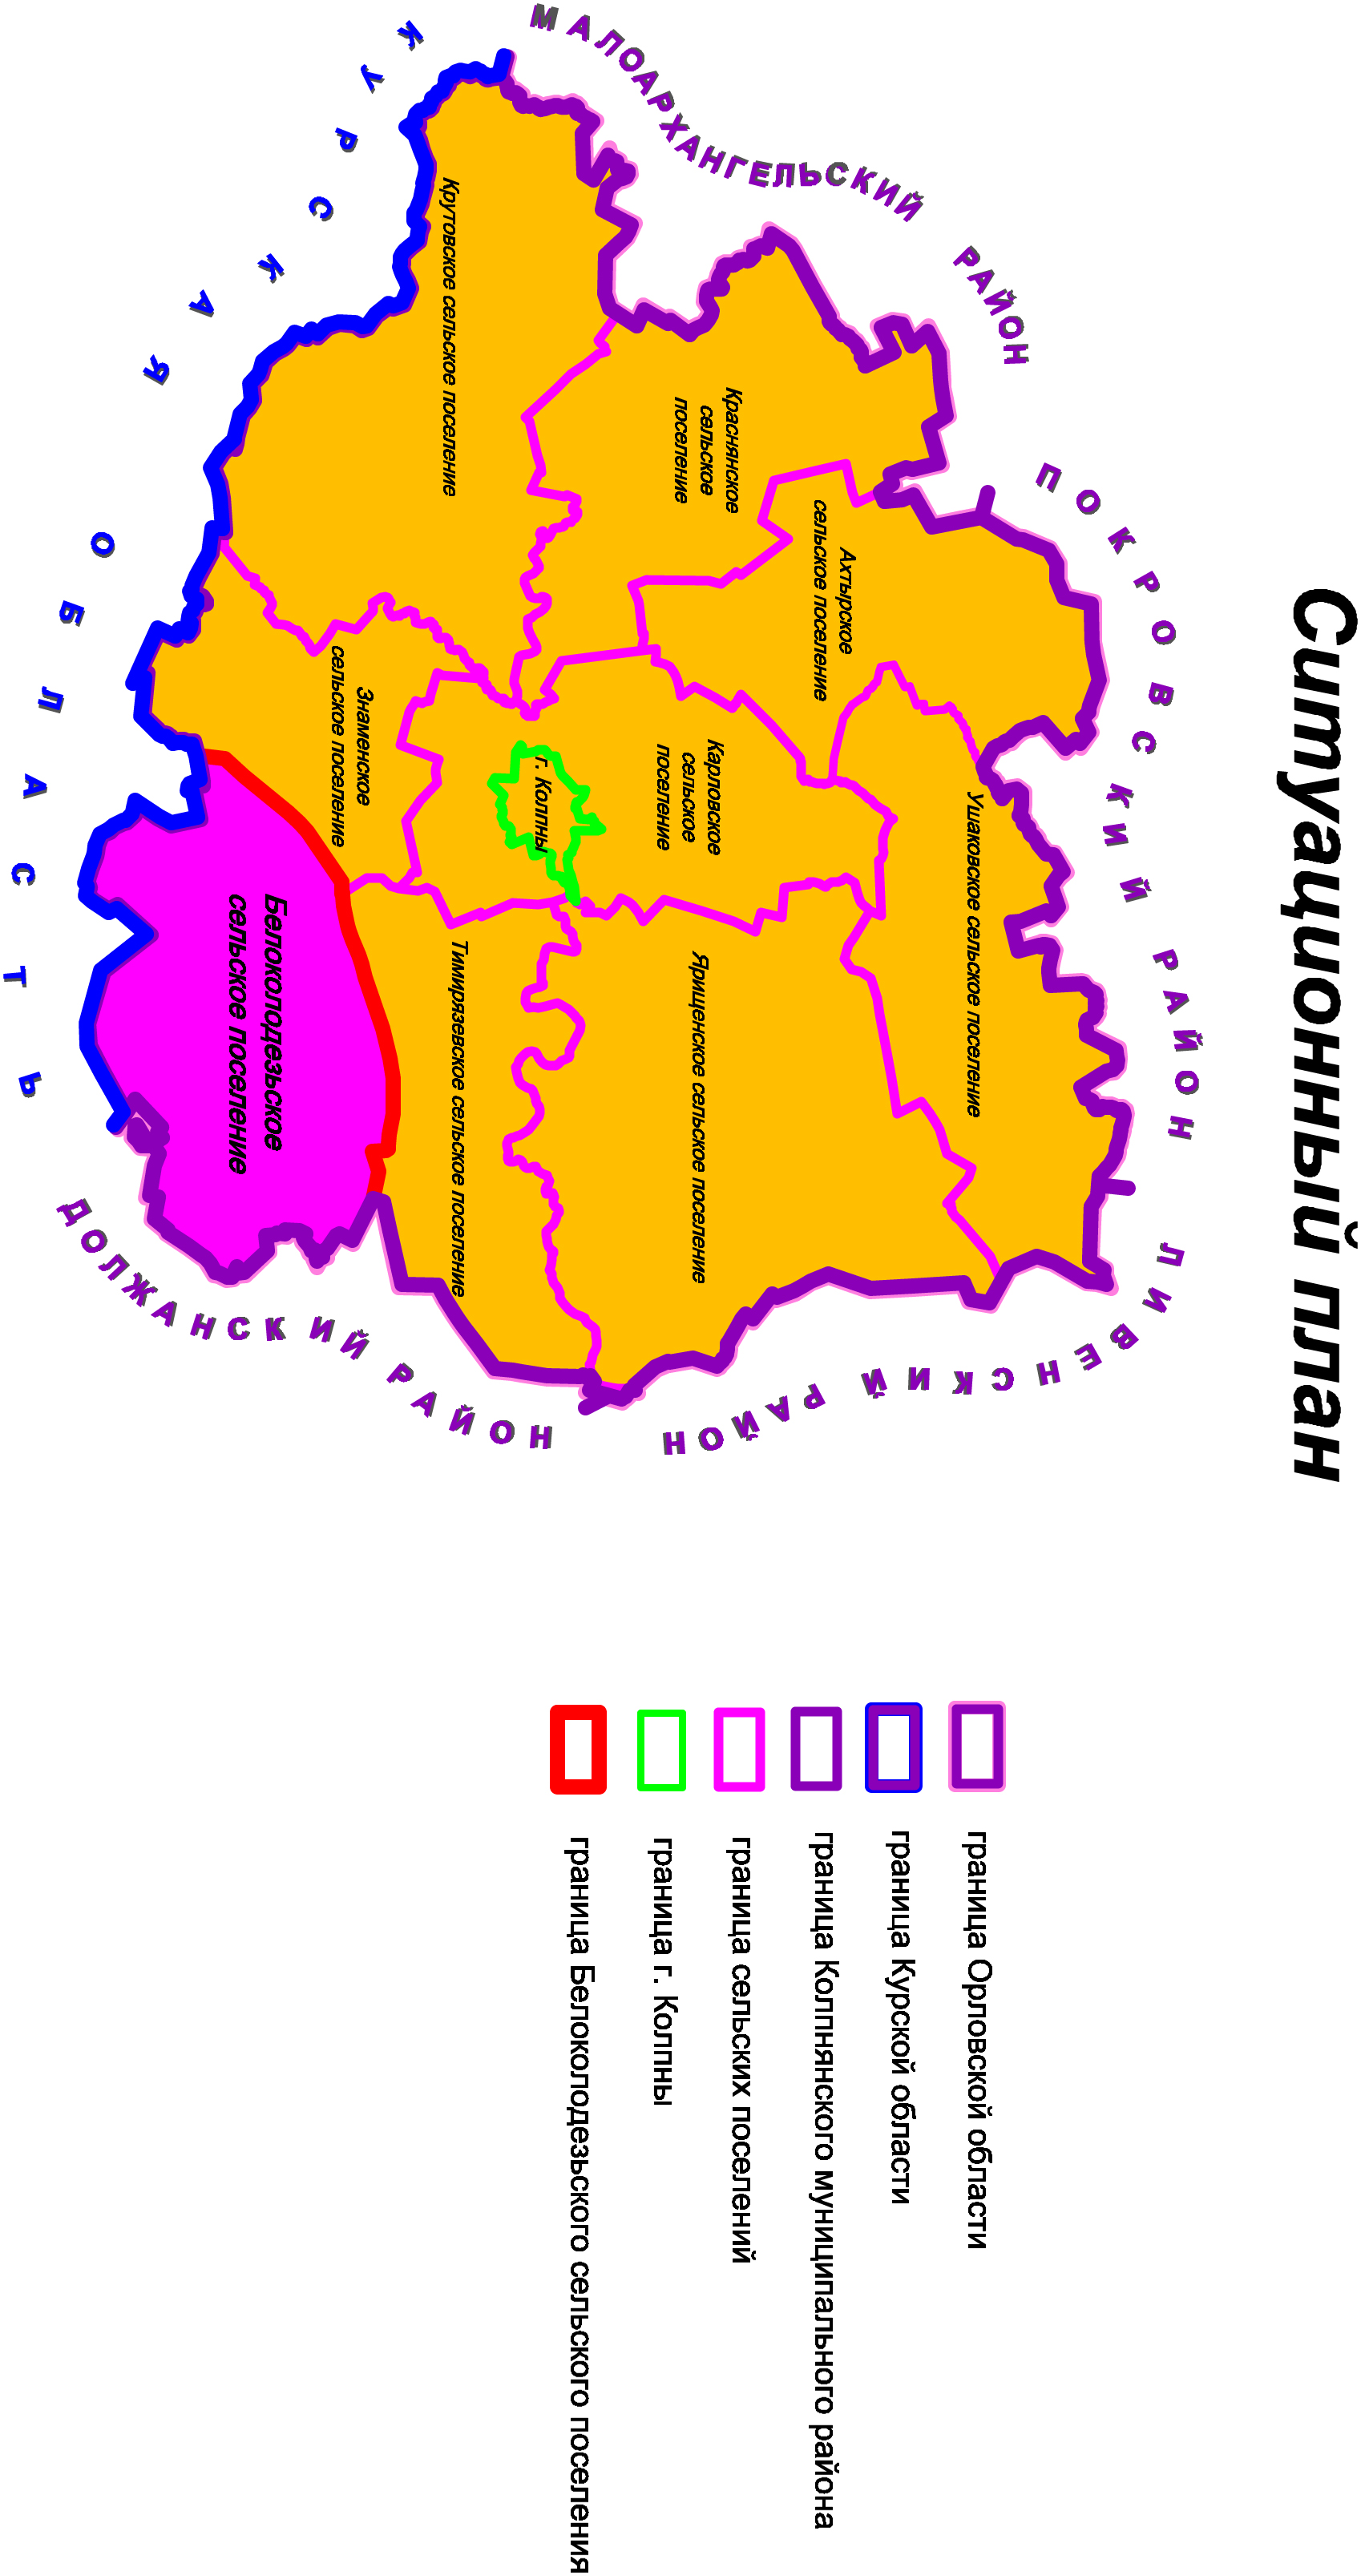 Ситуационный план
МАЛОАРХАНГЕЛЬСКИЙ РАЙОН
ПОКРОВСКИЙ РАЙОН
ЛИВЕНСКИЙ РАЙОН
ДОЛЖАНСКИЙ РАЙОН
КУРСКАЯ ОБЛАСТЬ
Ушаковское сельское поселение
Ахтырское
сельское поселение
Краснянское
сельское
поселение
Карловское
сельское
поселение
Ярищенское сельское поселение
г. Колпны
Крутовское сельское поселение
Тимирязевское сельское поселение
Знаменское
сельское поселение
Белоколодезьское
сельское поселение
граница Орловской области
граница Курской области
граница Колпнянского муниципального района
граница сельских поселений
граница г. Колпны
граница Белоколодезьского сельского поселения